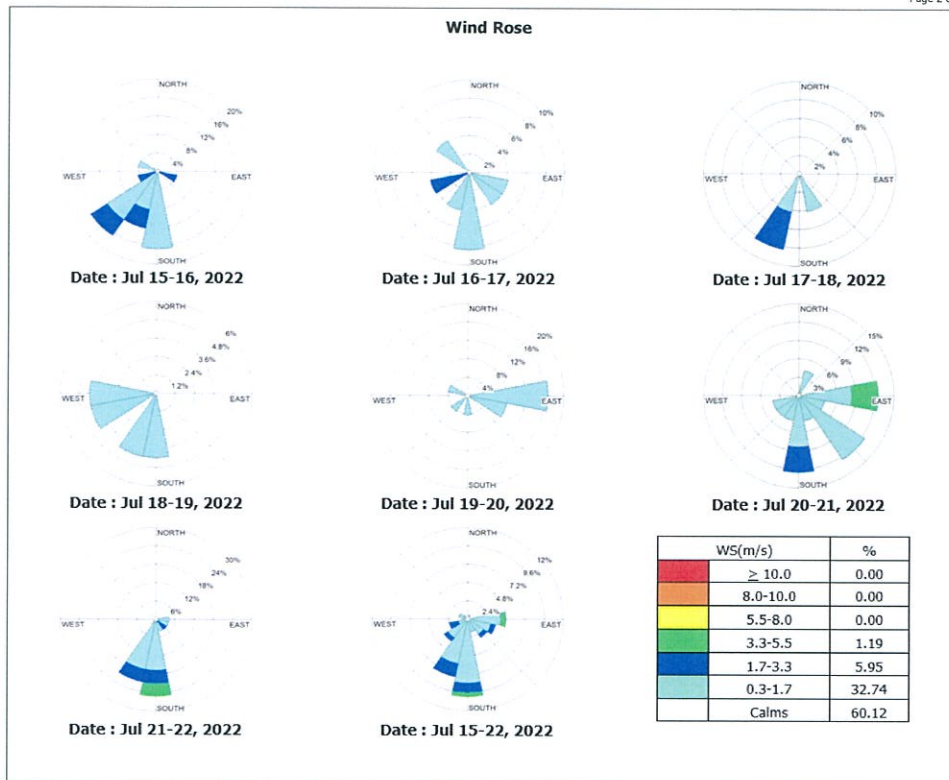 Page 2
Wind Rose
NORTH
20%
16%
12%
8%
4%
WEST
EAST
SOUTH
Date : Jul 15-16, 2022
NORTH
10%
8%
6%
4%
2%
WEST
EAST
SOUTH
Date : Jul 16-17, 2022
NORTH
10%
8%
6%
4%
2%
WEST
EAST
SOUTH
Date : Jul 17-18, 2022
NORTH
6%
4.8%
3.6%
2.4%
1.2%
WEST
EAST
SOUTH
Date : Jul 18-19, 2022
NORTH
20%
16%
12%
8%
4%
WEST
EAST
SOUTH
Date : Jul 19-20, 2022
NORTH
15%
12%
9%
6%
3%
WEST
EAST
SOUTH
Date : Jul 20-21, 2022
NORTH
30%
24%
18%
12%
6%
WEST
EAST
SOUTH
Date : Jul 21-22, 2022
NORTH
12%
9.6%
7.2%
4.8%
2.4%
WEST
EAST
SOUTH
Date : Jul 15-22, 2022
WS(m/s) %
≥ 10.0 0.00
8.0-10.0 0.00
5.5-8.0 0.00
3.3-5.5 1.19
1.7-3.3 5.95
0.3-1.7 32.74
Calms 60.12